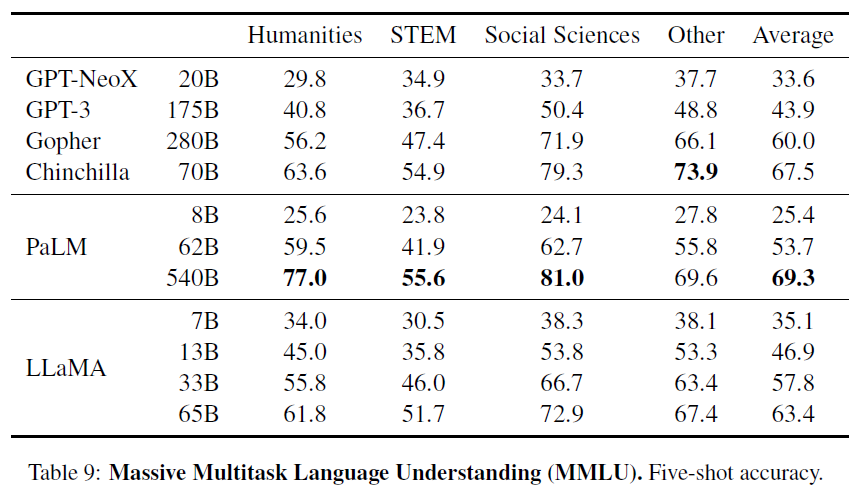 Humanities STEM Social Sciences Other Average
GPT-NeoX 20B 29.8 34.9 33.7 37.7 33.6
GPT-3 175B 40.8 36.7 50.4 48.8 43.9
Gopher 280B 56.2 47.4 71.9 66.1 60.0
Chinchilla 70B 63.6 54.9 79.3 73.9 67.5
8B 25.6 23.8 24.1 27.8 25.4
PaLM 62B 59.5 41.9 62.7 55.8 53.7
540B 77.0 55.6 81.0 69.6 69.3
7B 34.0 30.5 38.3 38.1 35.1
13B 45.0 35.8 53.8 53.3 46.9
LLaMA
33B 55.8 46.0 66.7 63.4 57.8
65B 61.8 51.7 72.9 67.4 63.4
Table 9: Massive Multitask Language Understanding (MMLU). Five-shot accuracy.